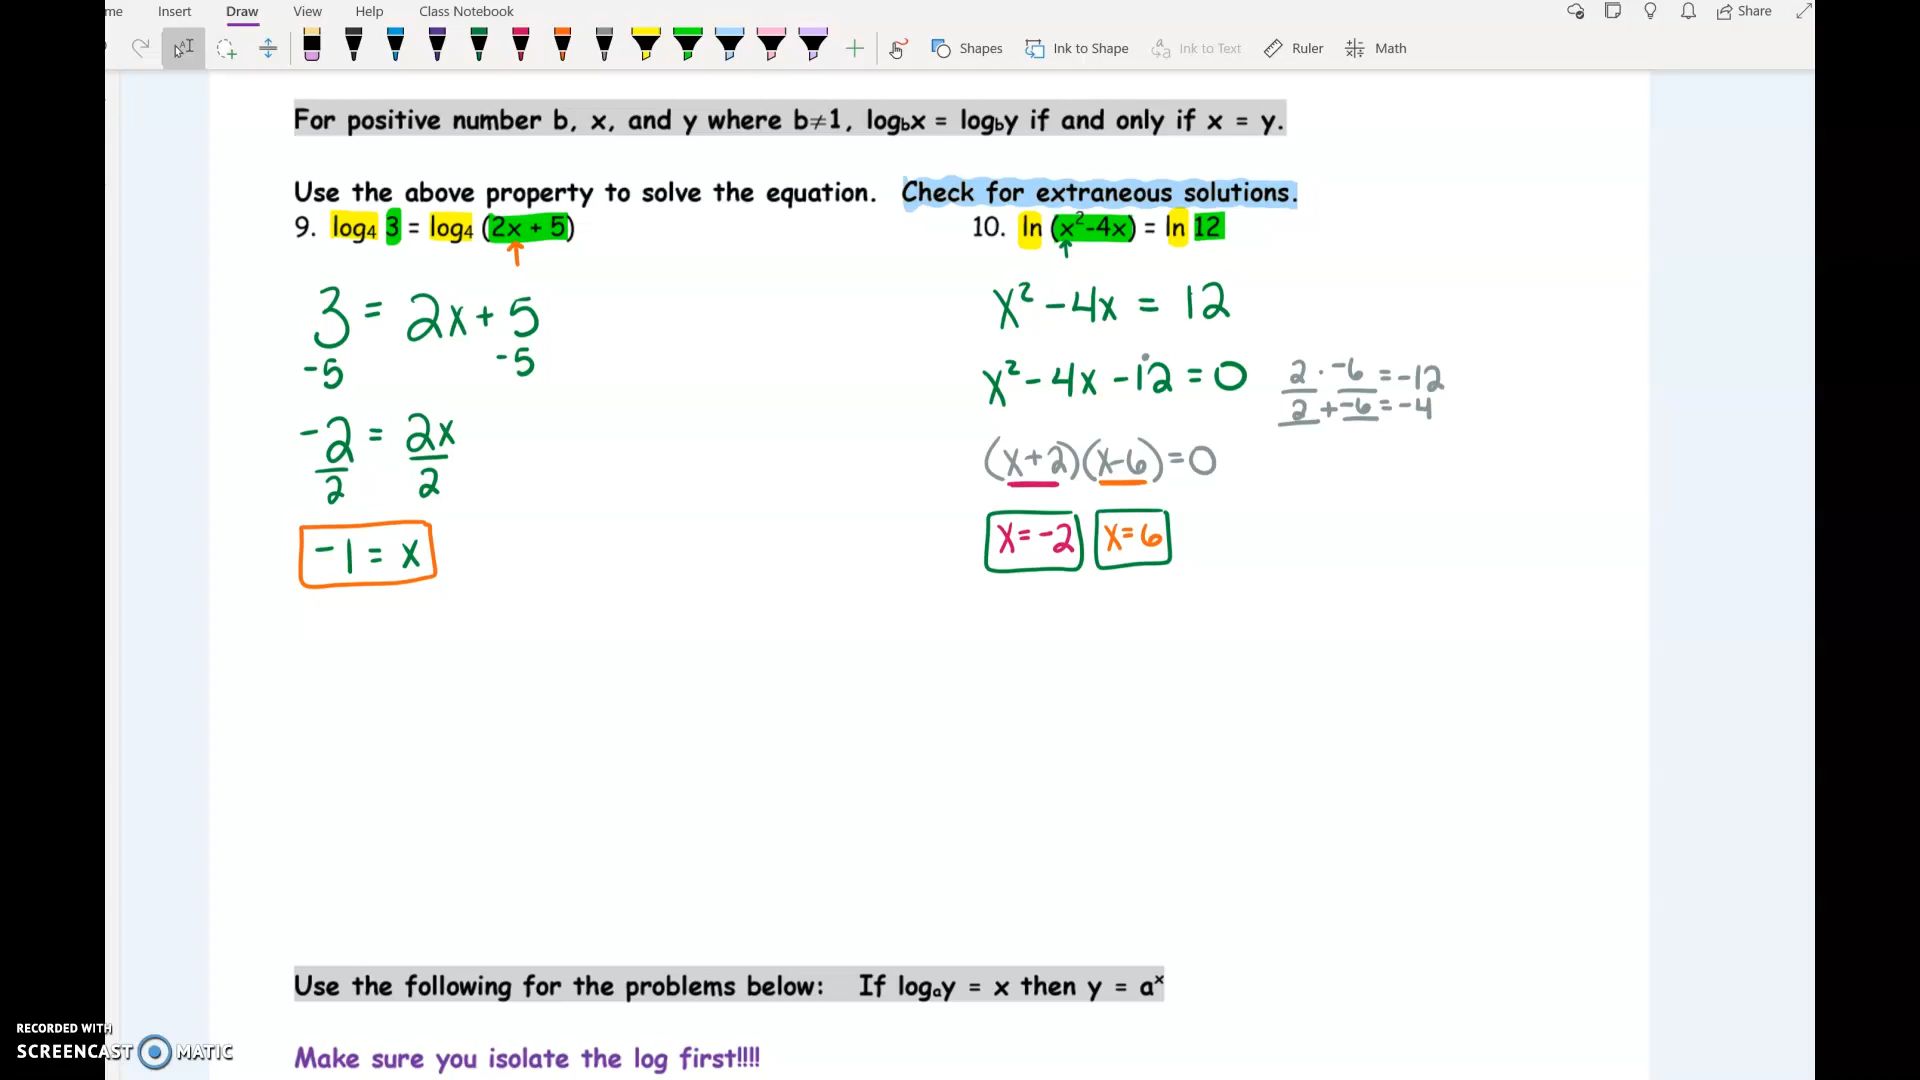 me Insert Draw View Help Class Notebook Share
Shapes Ink to Shape Ink to Text Ruler Math
For positive number b, x, and y where b≠1, log_b x = log_b y if and only if x = y.
Use the above property to solve the equation. Check for extraneous solutions.
9. log₄ 3 = log₄ (2x + 5)
3 = 2x + 5
-5 -5
-2 = 2x
2 2
-1 = x
10. ln (x²-4x) = ln 12
x² - 4x = 12
x² - 4x - 12 = 0
2 · -6 = -12
2 + -6 = -4
(x+2)(x-6) = 0
x = -2 x = 6
Use the following for the problems below: If logₐy = x then y = aˣ
Make sure you isolate the log first!!!!
RECORDED WITH
SCREENCAST MATIC